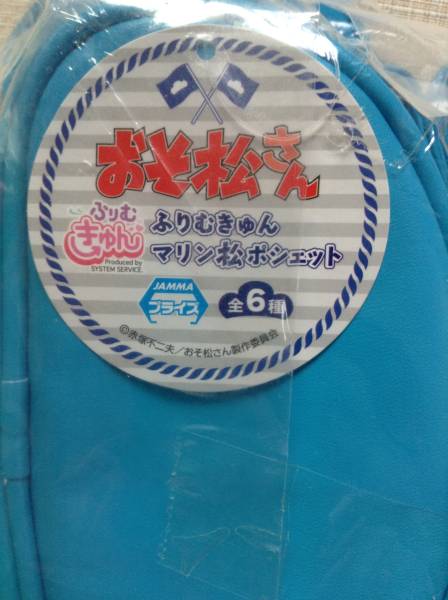 おそ松さん
ふりむ
きゅん
Produced by
SYSTEM SERVICE.
ふりむきゅん
マリン松ポシェット
JAMMA
プライズ
全6種
©赤塚不二夫/おそ松さん製作委員会